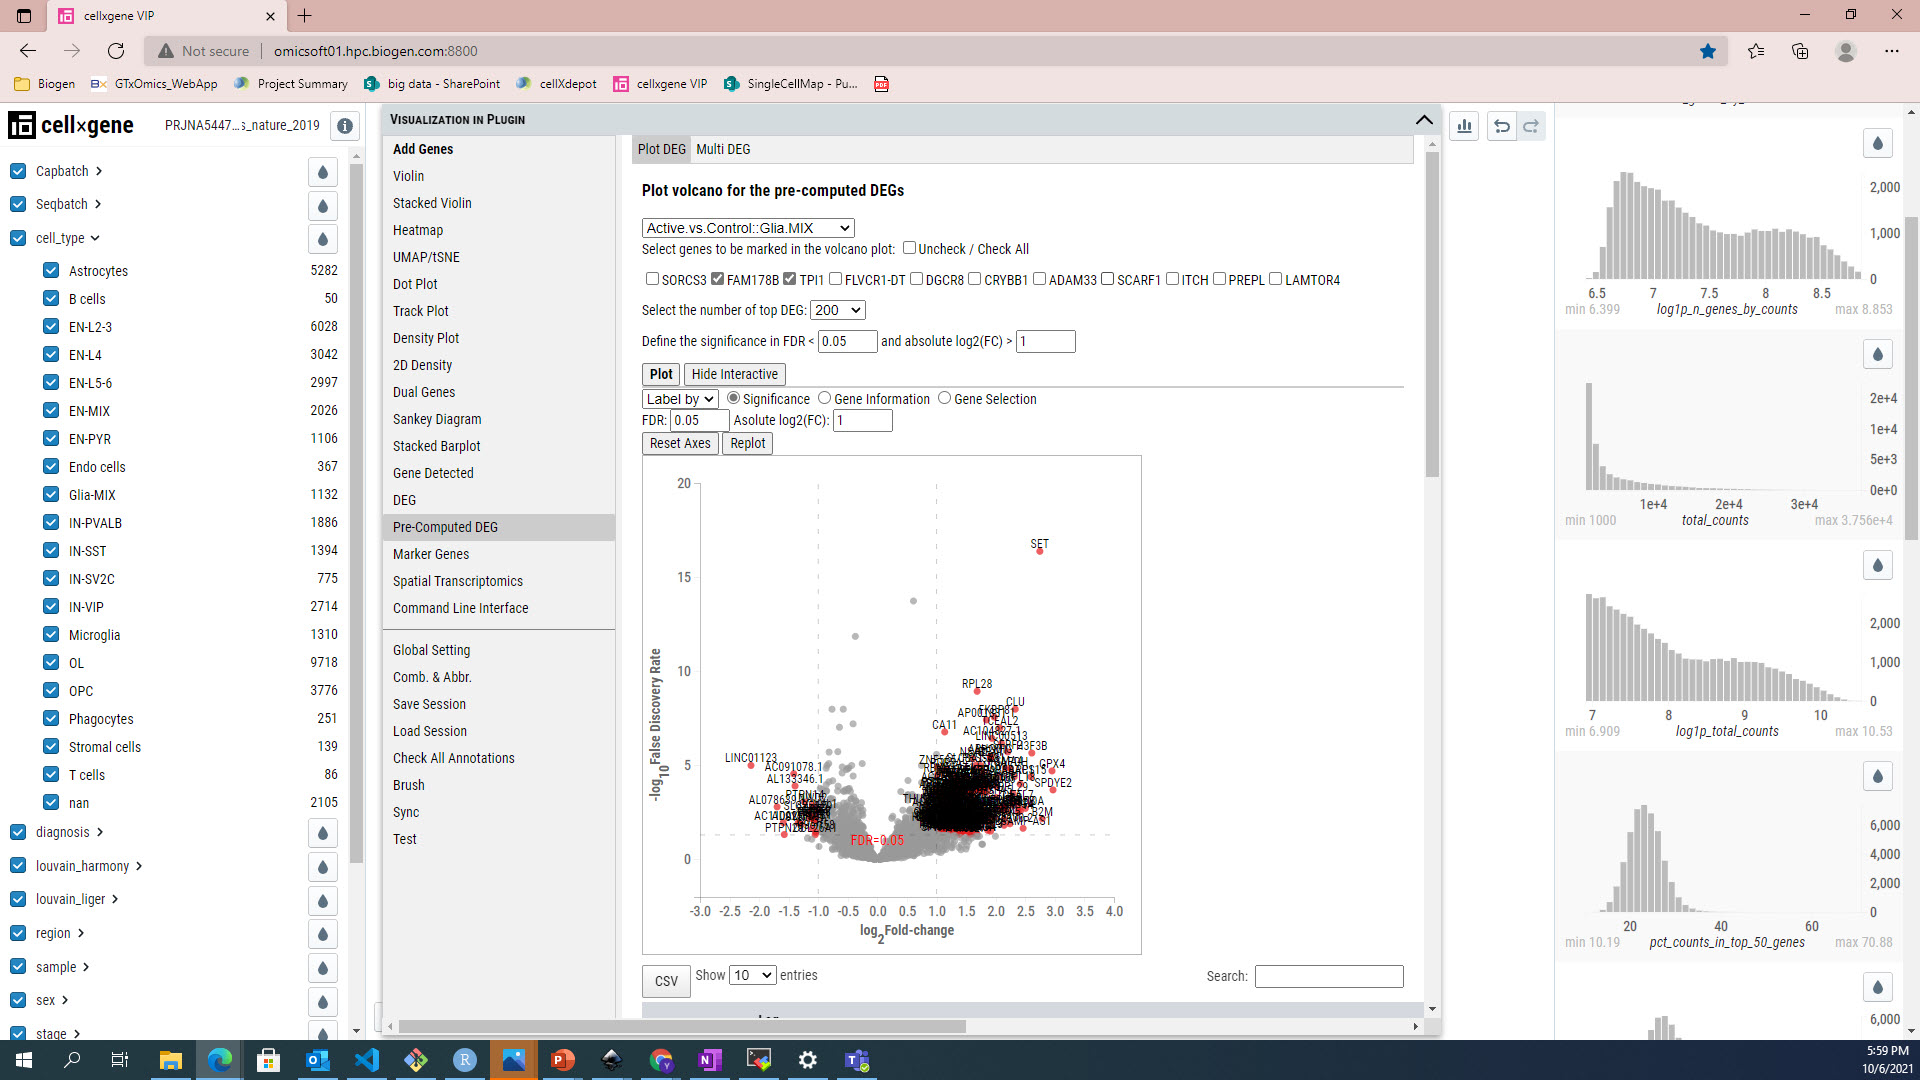 cellxgene VIP
Not secure omicsoft01.hpc.biogen.com:8800
Biogen GTxOmics_WebApp Project Summary big data - SharePoint cellXdepot cellxgene VIP SingleCellMap - Pu...
cell×gene PRJNA5447...s_nature_2019
Capbatch
Seqbatch
cell_type
Astrocytes 5282
B cells 50
EN-L2-3 6028
EN-L4 3042
EN-L5-6 2997
EN-MIX 2026
EN-PYR 1106
Endo cells 367
Glia-MIX 1132
IN-PVALB 1886
IN-SST 1394
IN-SV2C 775
IN-VIP 2714
Microglia 1310
OL 9718
OPC 3776
Phagocytes 251
Stromal cells 139
T cells 86
nan 2105
diagnosis
louvain_harmony
louvain_liger
region
sample
sex
stage
Visualization in Plugin
Add Genes
Violin
Stacked Violin
Heatmap
UMAP/tSNE
Dot Plot
Track Plot
Density Plot
2D Density
Dual Genes
Sankey Diagram
Stacked Barplot
Gene Detected
DEG
Pre-Computed DEG
Marker Genes
Spatial Transcriptomics
Command Line Interface
Global Setting
Comb. & Abbr.
Save Session
Load Session
Check All Annotations
Brush
Sync
Test
Plot DEG Multi DEG
Plot volcano for the pre-computed DEGs
Active.vs.Control::Glia.MIX
Select genes to be marked in the volcano plot: Uncheck / Check All
SORCS3 FAM178B TPI1 FLVCR1-DT DGCR8 CRYBB1 ADAM33 SCARF1 ITCH PREPL LAMTOR4
Select the number of top DEG: 200
Define the significance in FDR < 0.05 and absolute log2(FC) > 1
Plot Hide Interactive
Label by Significance Gene Information Gene Selection
FDR: 0.05 Asolute log2(FC): 1
Reset Axes Replot
20
15
10
5
0
-log10False Discovery Rate
SET
RPL28
CLU
CA11
LINC01123
AC091078.1
AL133346.1
GPX4
SPDYE2
FDR=0.05
-3.0 -2.5 -2.0 -1.5 -1.0 -0.5 0.0 0.5 1.0 1.5 2.0 2.5 3.0 3.5 4.0
log2Fold-change
CSV Show 10 entries Search:
2,000
1,000
0
6.5 7 7.5 8 8.5
min 6.399 log1p_n_genes_by_counts max 8.853
2e+4
1e+4
5e+3
0e+0
1e+4 2e+4 3e+4
min 1000 total_counts max 3.756e+4
2,000
1,000
0
7 8 9 10
min 6.909 log1p_total_counts max 10.53
6,000
4,000
2,000
0
20 40 60
min 10.19 pct_counts_in_top_50_genes max 70.88
6,000
5:59 PM
10/6/2021